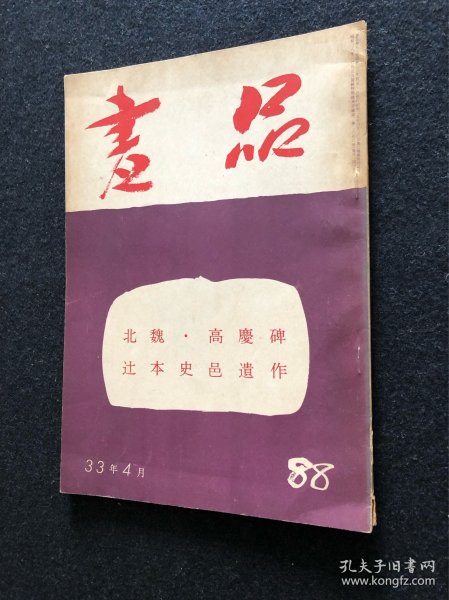 書品
北魏・高慶碑
辻本史邑遺作
33年4月
88
孔夫子旧书网
www.kongfz.com